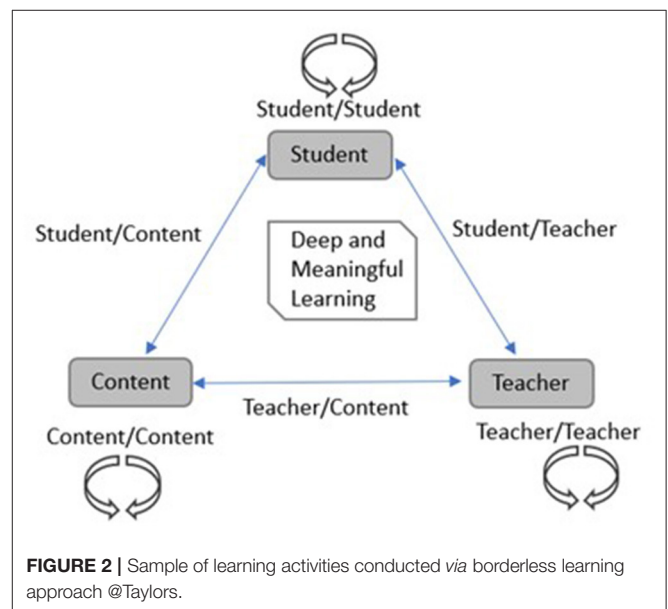 Student/Student
Student
Student/Content
Student/Teacher
Deep and
Meaningful
Learning
Content
Teacher
Teacher/Content
Content/Content
Teacher/Teacher
FIGURE 2 | Sample of learning activities conducted via borderless learning
approach @Taylors.